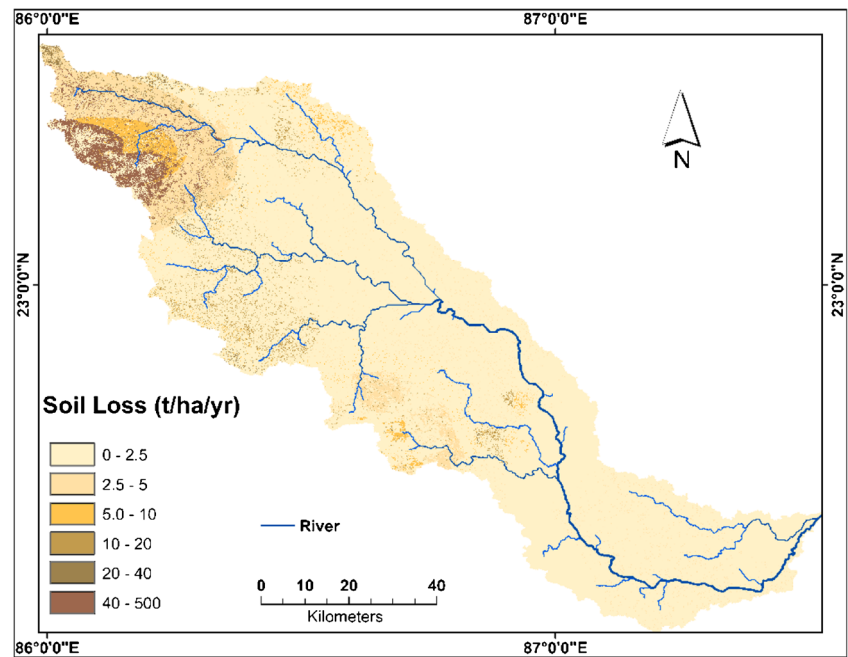 86°0'0"E 87°0'0"E
N
23°0'0"N 23°0'0"N
Soil Loss (t/ha/yr)
0 - 2.5
2.5 - 5
5.0 - 10
10 - 20
20 - 40
40 - 500
River
0 10 20 40
Kilometers
86°0'0"E 87°0'0"E